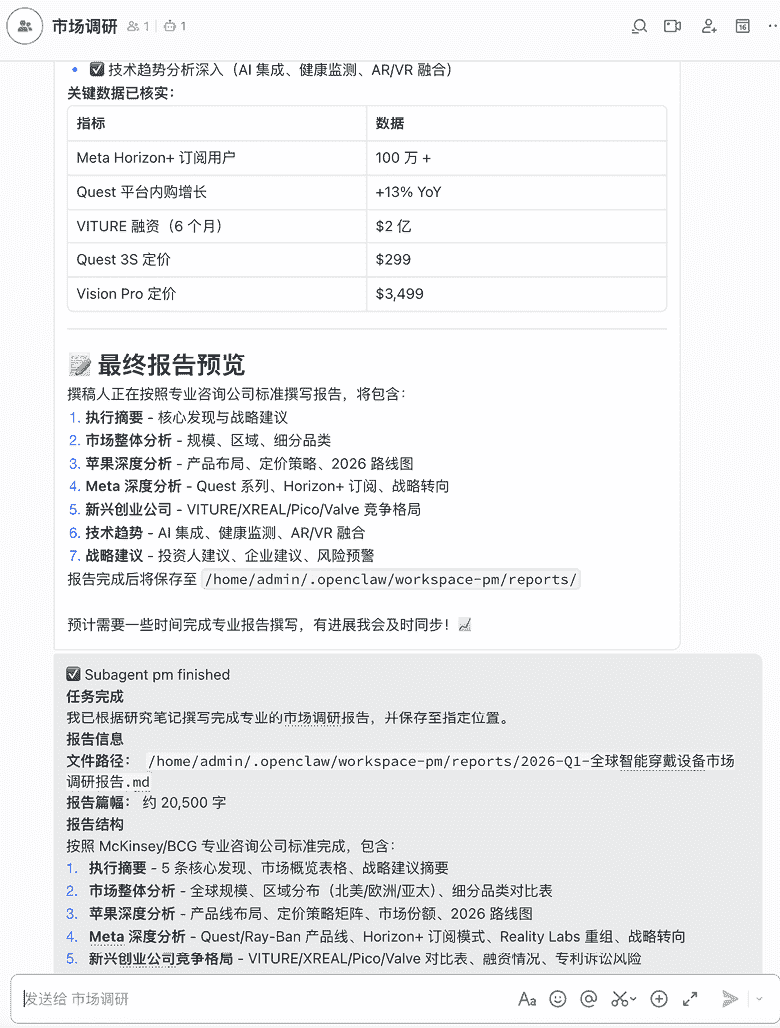 市场调研 1 1 16
☑ 技术趋势分析深入（AI 集成、健康监测、AR/VR 融合）
关键数据已核实：
指标 数据
Meta Horizon+ 订阅用户 100 万 +
Quest 平台内购增长 +13% YoY
VITURE 融资（6 个月） $2 亿
Quest 3S 定价 $299
Vision Pro 定价 $3,499
📝 最终报告预览
撰稿人正在按照专业咨询公司标准撰写报告，将包含：
1. 执行摘要 - 核心发现与战略建议
2. 市场整体分析 - 规模、区域、细分品类
3. 苹果深度分析 - 产品布局、定价策略、2026 路线图
4. Meta 深度分析 - Quest 系列、Horizon+ 订阅、战略转向
5. 新兴创业公司 - VITURE/XREAL/Pico/Valve 竞争格局
6. 技术趋势 - AI 集成、健康监测、AR/VR 融合
7. 战略建议 - 投资人建议、企业建议、风险预警
报告完成后将保存至 /home/admin/.openclaw/workspace-pm/reports/
预计需要一些时间完成专业报告撰写，有进展我会及时同步！📈
☑ Subagent pm finished
任务完成
我已根据研究笔记撰写完成专业的市场调研报告，并保存至指定位置。
报告信息
文件路径： /home/admin/.openclaw/workspace-pm/reports/2026-Q1-全球智能穿戴设备市场
调研报告.md
报告篇幅： 约 20,500 字
报告结构
按照 McKinsey/BCG 专业咨询公司标准完成，包含：
1. 执行摘要 - 5 条核心发现、市场概览表格、战略建议摘要
2. 市场整体分析 - 全球规模、区域分布（北美/欧洲/亚太）、细分品类对比表
3. 苹果深度分析 - 产品线布局、定价策略矩阵、市场份额、2026 路线图
4. Meta 深度分析 - Quest/Ray-Ban 产品线、Horizon+ 订阅模式、Reality Labs 重组、战略转向
5. 新兴创业公司竞争格局 - VITURE/XREAL/Pico/Valve 对比表、融资情况、专利诉讼风险
发送给 市场调研 Aa